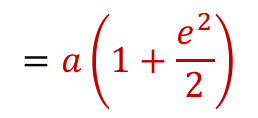 = a(1 + e²/2)